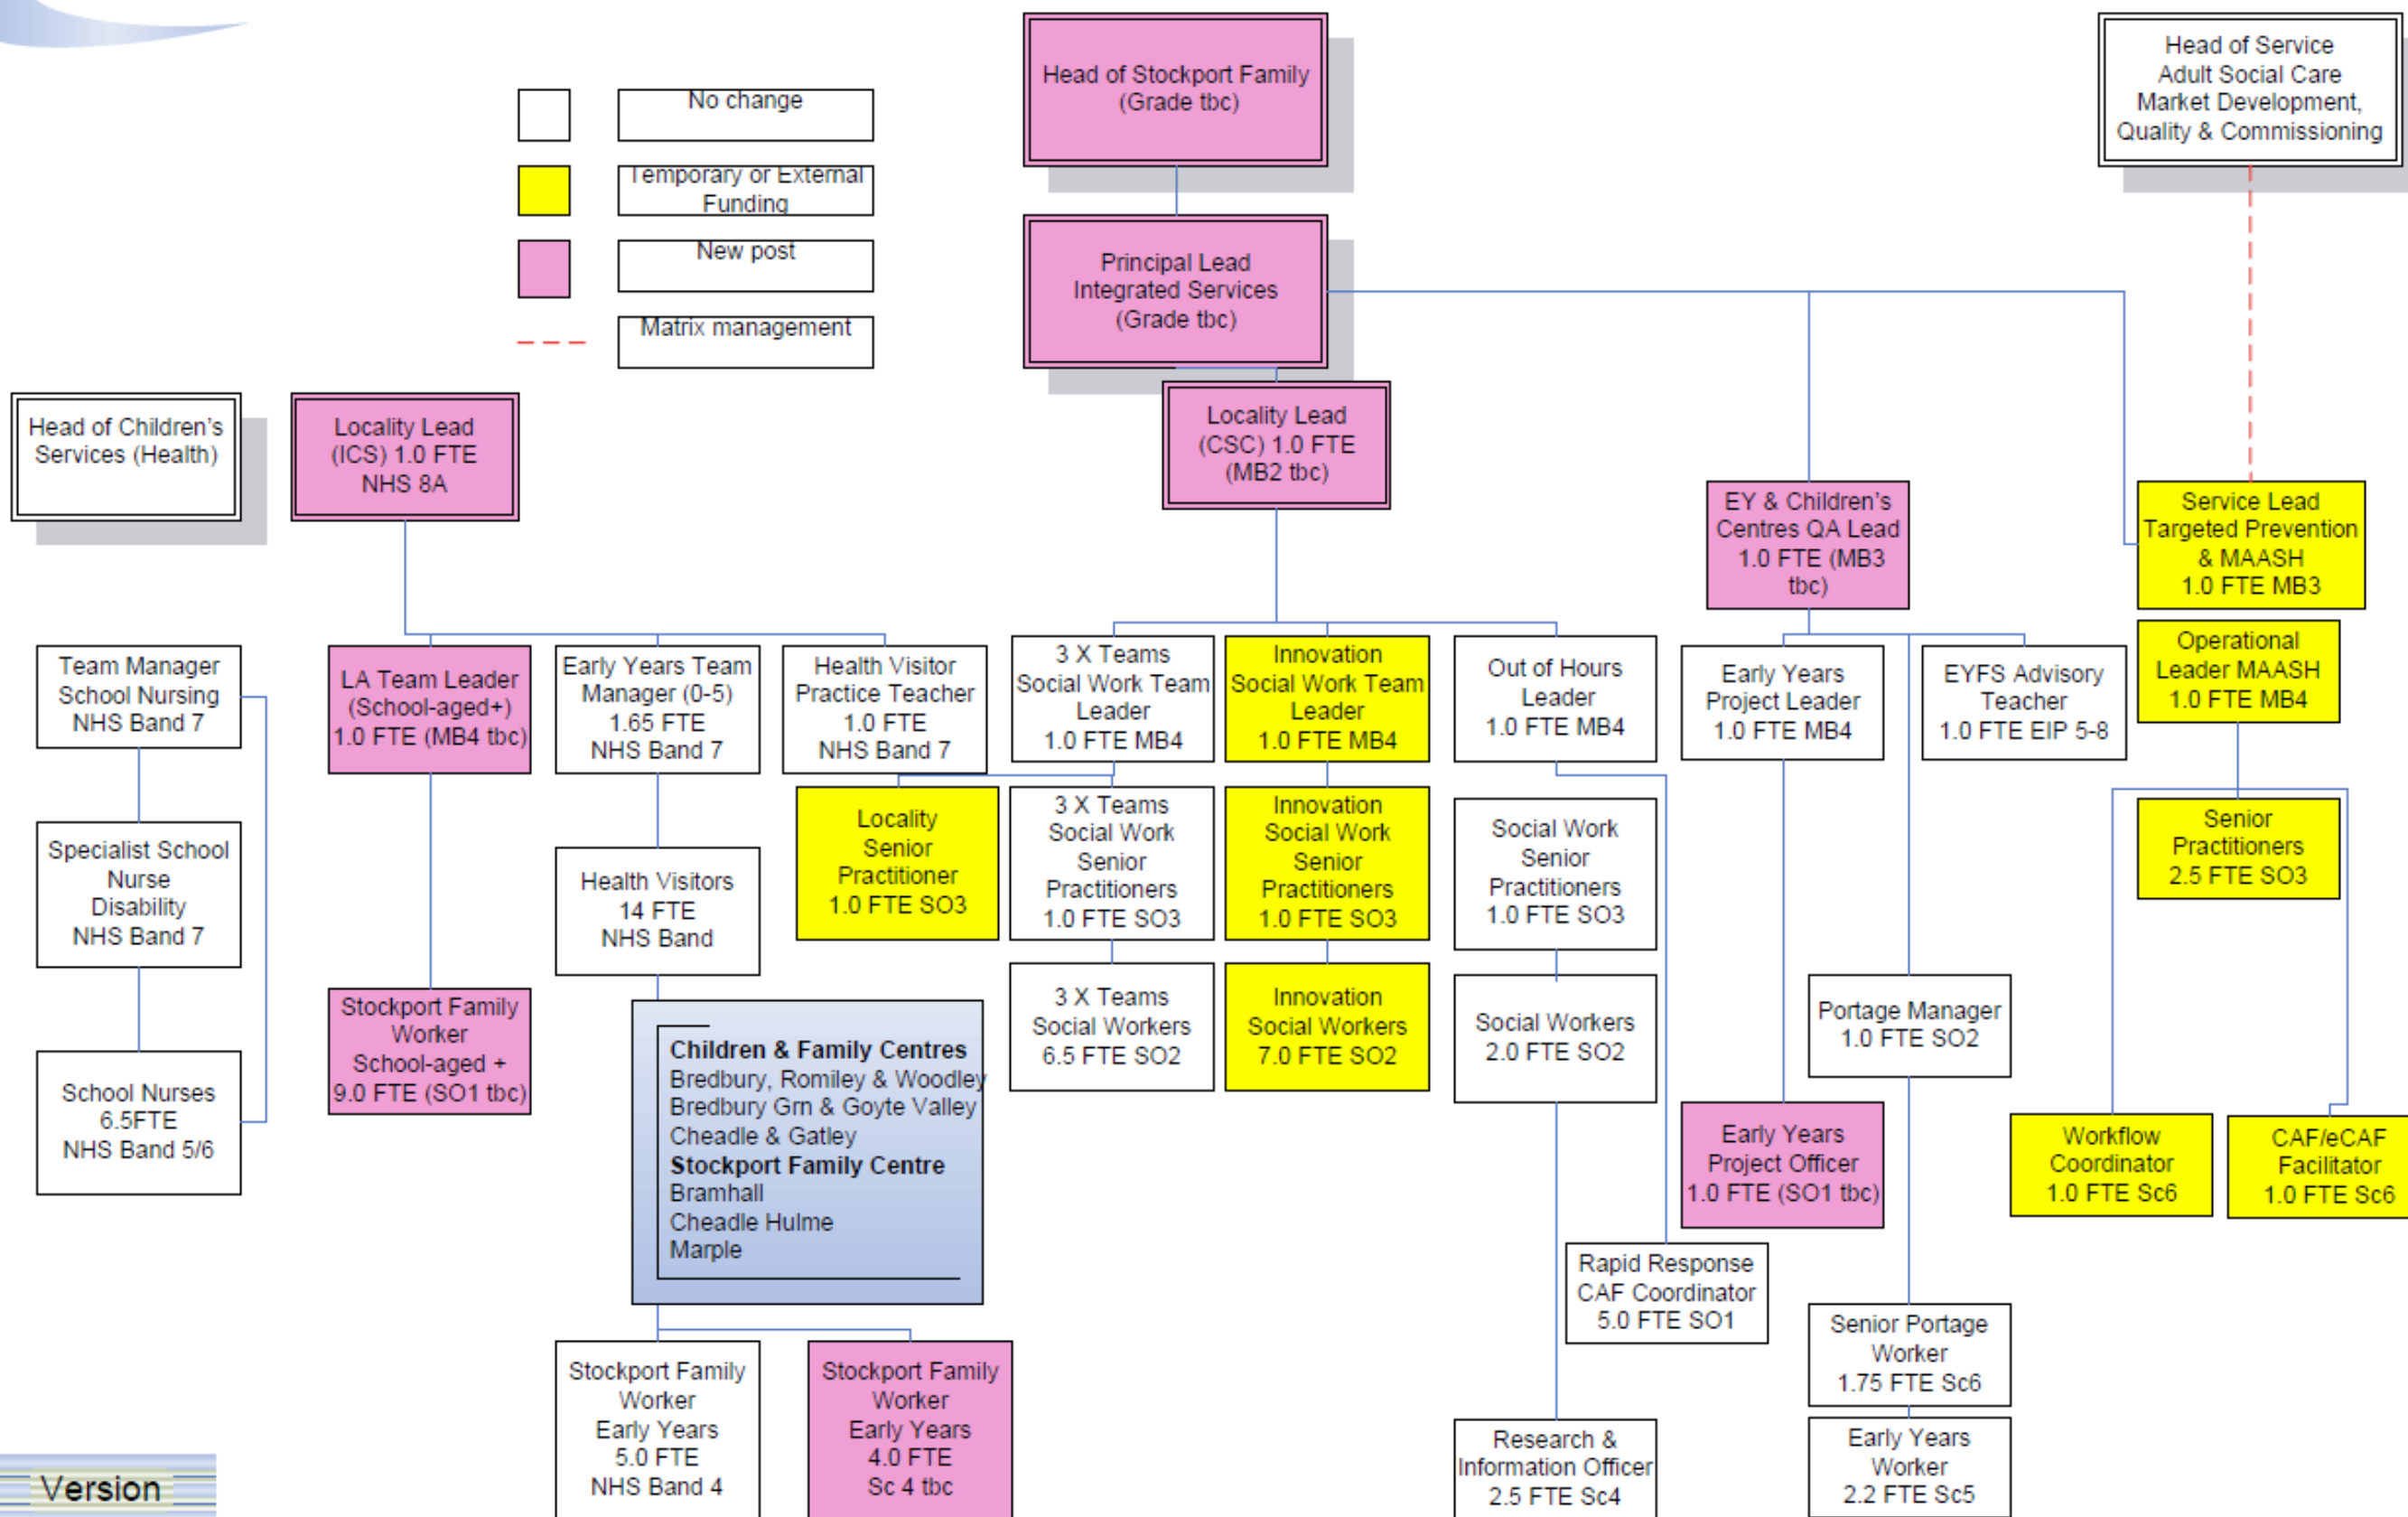 Head of Stockport Family
(Grade tbc)
Head of Service
Adult Social Care
Market Development,
Quality & Commissioning
No change
Temporary or External
Funding
New post
Matrix management
Principal Lead
Integrated Services
(Grade tbc)
Head of Children's
Services (Health)
Locality Lead
(ICS) 1.0 FTE
NHS 8A
Locality Lead
(CSC) 1.0 FTE
(MB2 tbc)
EY & Children's
Centres QA Lead
1.0 FTE (MB3
tbc)
Service Lead
Targeted Prevention
& MAASH
1.0 FTE MB3
Team Manager
School Nursing
NHS Band 7
LA Team Leader
(School-aged+)
1.0 FTE (MB4 tbc)
Early Years Team
Manager (0-5)
1.65 FTE
NHS Band 7
Health Visitor
Practice Teacher
1.0 FTE
NHS Band 7
3 X Teams
Social Work Team
Leader
1.0 FTE MB4
Innovation
Social Work Team
Leader
1.0 FTE MB4
Out of Hours
Leader
1.0 FTE MB4
Early Years
Project Leader
1.0 FTE MB4
EYFS Advisory
Teacher
1.0 FTE EIP 5-8
Operational
Leader MAASH
1.0 FTE MB4
Specialist School
Nurse
Disability
NHS Band 7
Health Visitors
14 FTE
NHS Band
Locality
Senior
Practitioner
1.0 FTE SO3
3 X Teams
Social Work
Senior
Practitioners
1.0 FTE SO3
Innovation
Social Work
Senior
Practitioners
1.0 FTE SO3
Social Work
Senior
Practitioners
1.0 FTE SO3
Senior
Practitioners
2.5 FTE SO3
School Nurses
6.5FTE
NHS Band 5/6
Stockport Family
Worker
School-aged +
9.0 FTE (SO1 tbc)
Children & Family Centres
Bredbury, Romiley & Woodley
Bredbury Grn & Goyte Valley
Cheadle & Gatley
Stockport Family Centre
Bramhall
Cheadle Hulme
Marple
3 X Teams
Social Workers
6.5 FTE SO2
Innovation
Social Workers
7.0 FTE SO2
Social Workers
2.0 FTE SO2
Portage Manager
1.0 FTE SO2
Early Years
Project Officer
1.0 FTE (SO1 tbc)
Workflow
Coordinator
1.0 FTE Sc6
CAF/eCAF
Facilitator
1.0 FTE Sc6
Rapid Response
CAF Coordinator
5.0 FTE SO1
Senior Portage
Worker
1.75 FTE Sc6
Stockport Family
Worker
Early Years
5.0 FTE
NHS Band 4
Stockport Family
Worker
Early Years
4.0 FTE
Sc 4 tbc
Research &
Information Officer
2.5 FTE Sc4
Early Years
Worker
2.2 FTE Sc5
Version